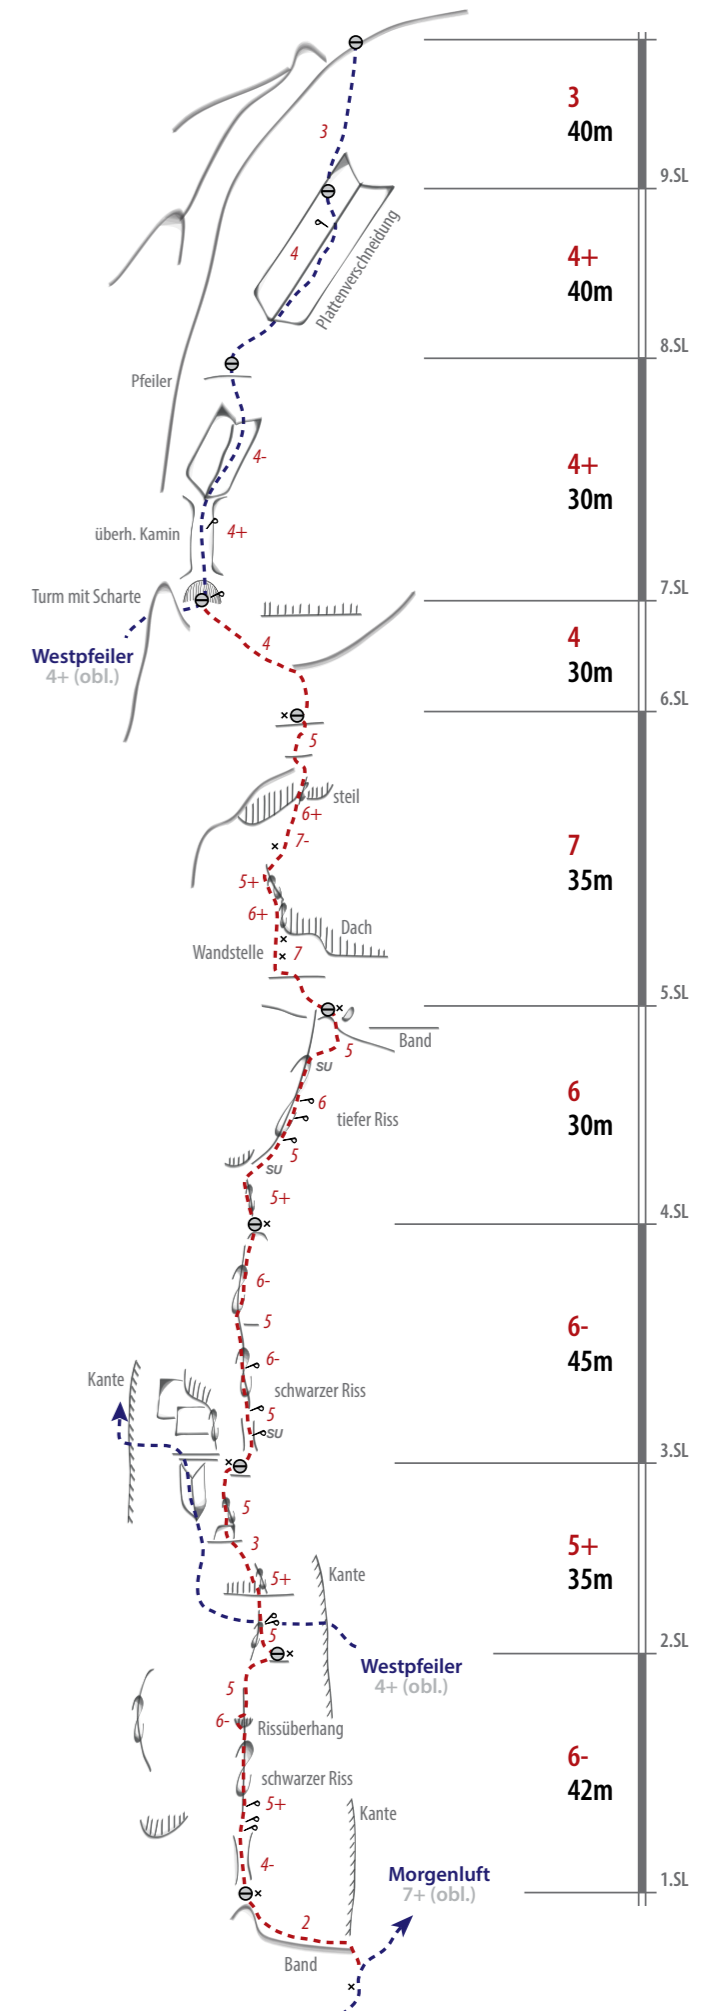 3
40m
3
9.SL
4
Plattenverschneidung
4+
40m
8.SL
Pfeiler
4-
4+
30m
überh. Kamin
4+
7.SL
Turm mit Scharte
4
4
30m
Westpfeiler
4+ (obl.)
6.SL
5
steil
6+
7-
7
35m
5+
6+
Dach
Wandstelle
7
5.SL
Band
5
SU
6
tiefer Riss
6
30m
5
SU
5+
4.SL
6-
5
6-
6-
45m
Kante
schwarzer Riss
5
SU
3.SL
5
3
5+
Kante
5+
35m
5
2.SL
Westpfeiler
4+ (obl.)
5
6-
Rissüberhang
6-
42m
schwarzer Riss
5+
Kante
4-
Morgenluft
7+ (obl.)
1.SL
2
Band